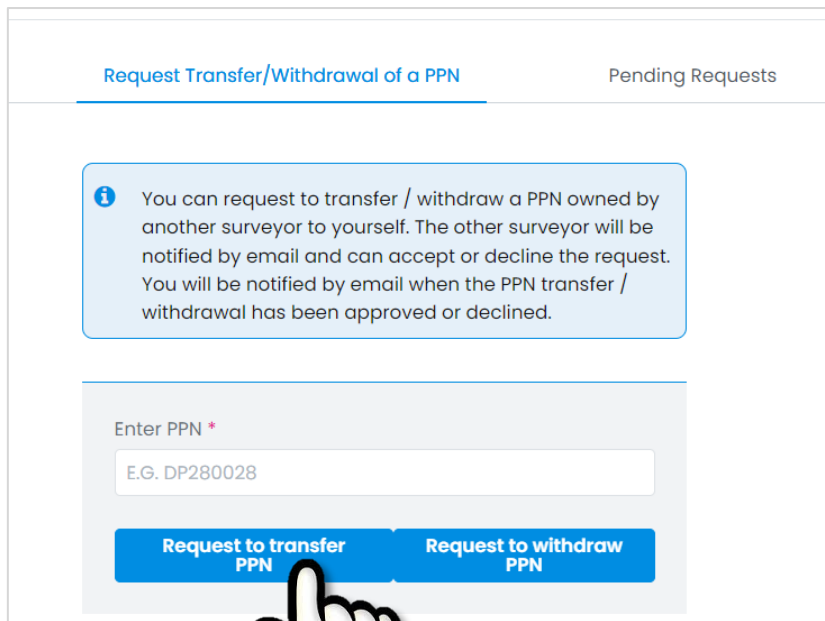 Request Transfer/Withdrawal of a PPN
Pending Requests
You can request to transfer / withdraw a PPN owned by
another surveyor to yourself. The other surveyor will be
notified by email and can accept or decline the request.
You will be notified by email when the PPN transfer /
withdrawal has been approved or declined.
Enter PPN *
E.G. DP280028
Request to transfer
PPN
Request to withdraw
PPN